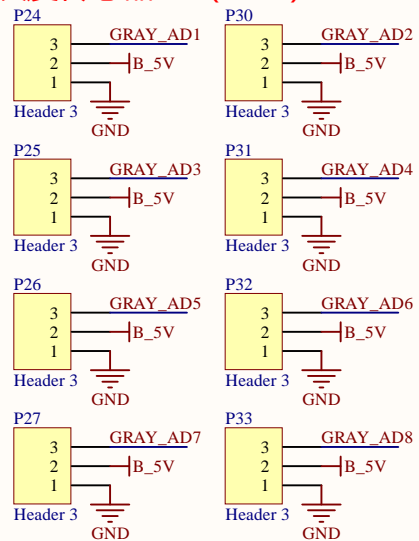 P24
3
2
1
GRAY_AD1
B_5V
Header 3
GND
P30
3
2
1
GRAY_AD2
B_5V
Header 3
GND
P25
3
2
1
GRAY_AD3
B_5V
Header 3
GND
P31
3
2
1
GRAY_AD4
B_5V
Header 3
GND
P26
3
2
1
GRAY_AD5
B_5V
Header 3
GND
P32
3
2
1
GRAY_AD6
B_5V
Header 3
GND
P27
3
2
1
GRAY_AD7
B_5V
Header 3
GND
P33
3
2
1
GRAY_AD8
B_5V
Header 3
GND